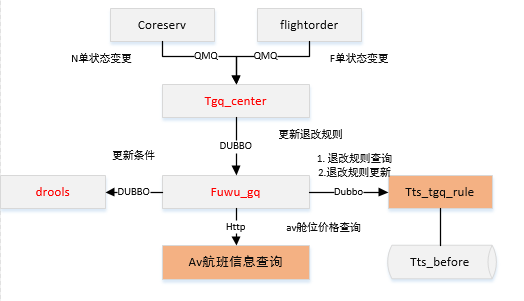 Coreserv
flightorder
N单状态变更
QMQ
QMQ
F单状态变更
Tgq_center
更新退改规则
DUBBO
更新条件
1. 退改规则查询
2.退改规则更新
drools
DUBBO
Fuwu_gq
Dubbo
Tts_tgq_rule
Http
av舱位价格查询
Av航班信息查询
Tts_before